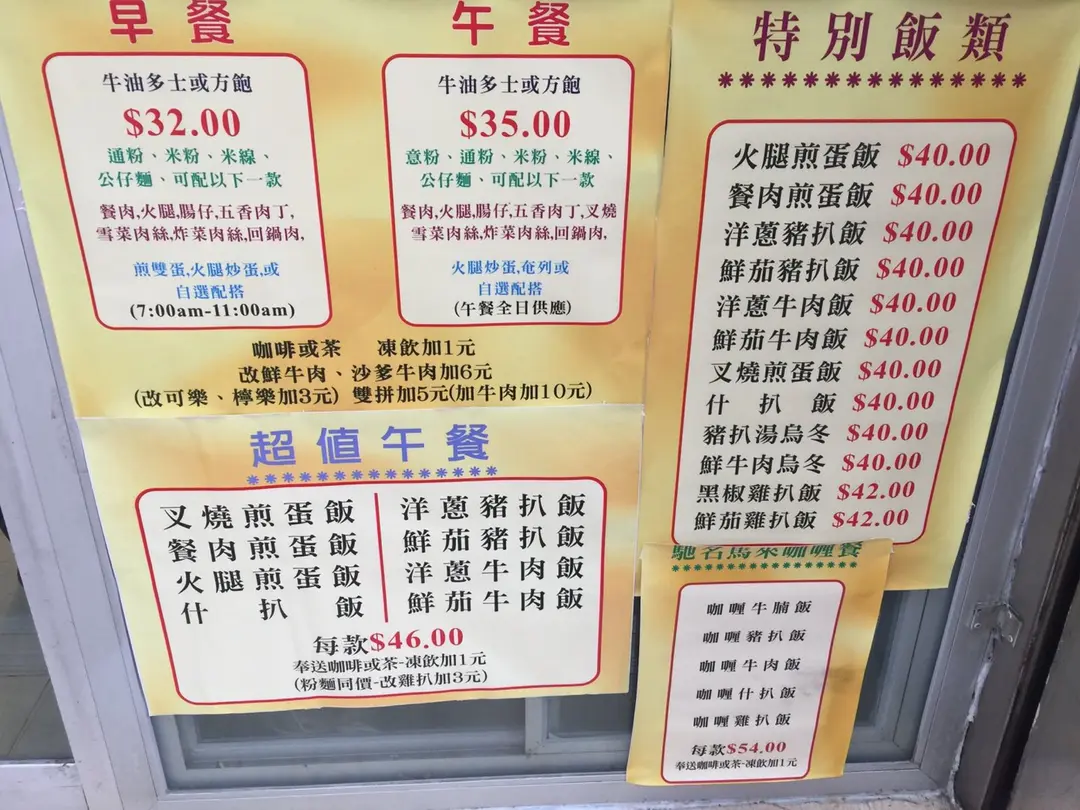 早餐
牛油多士或方飽
$32.00
通粉、米粉、米線、
公仔麵、可配以下一款
餐肉,火腿,腸仔,五香肉丁,
雪菜肉絲,炸菜肉絲,回鍋肉,
煎雙蛋,火腿炒蛋,或
自選配搭
(7:00am-11:00am)
午餐
牛油多士或方飽
$35.00
意粉、通粉、米粉、米線、
公仔麵、可配以下一款
餐肉,火腿,腸仔,五香肉丁,叉燒
雪菜肉絲,炸菜肉絲,回鍋肉,
火腿炒蛋,奄列或
自選配搭
(午餐全日供應)
咖啡或茶 凍飲加1元
改鮮牛肉、沙爹牛肉加6元
(改可樂、檸樂加3元) 雙拼加5元(加牛肉加10元)
超值午餐
****************
叉燒煎蛋飯
餐肉煎蛋飯
火腿煎蛋飯
什扒飯
洋蔥豬扒飯
鮮茄豬扒飯
洋蔥牛肉飯
鮮茄牛肉飯
每款$46.00
奉送咖啡或茶-凍飲加1元
(粉麵同價-改雞扒加3元)
特別飯類
****************
火腿煎蛋飯 $40.00
餐肉煎蛋飯 $40.00
洋蔥豬扒飯 $40.00
鮮茄豬扒飯 $40.00
洋蔥牛肉飯 $40.00
鮮茄牛肉飯 $40.00
叉燒煎蛋飯 $40.00
什扒飯 $40.00
豬扒湯烏冬 $40.00
鮮牛肉烏冬 $40.00
黑椒雞扒飯 $42.00
鮮茄雞扒飯 $42.00
馳名馬來咖喱餐
咖喱牛腩飯
咖喱豬扒飯
咖喱牛肉飯
咖喱什扒飯
咖喱雞扒飯
每款$54.00
奉送咖啡或茶-凍飲加1元